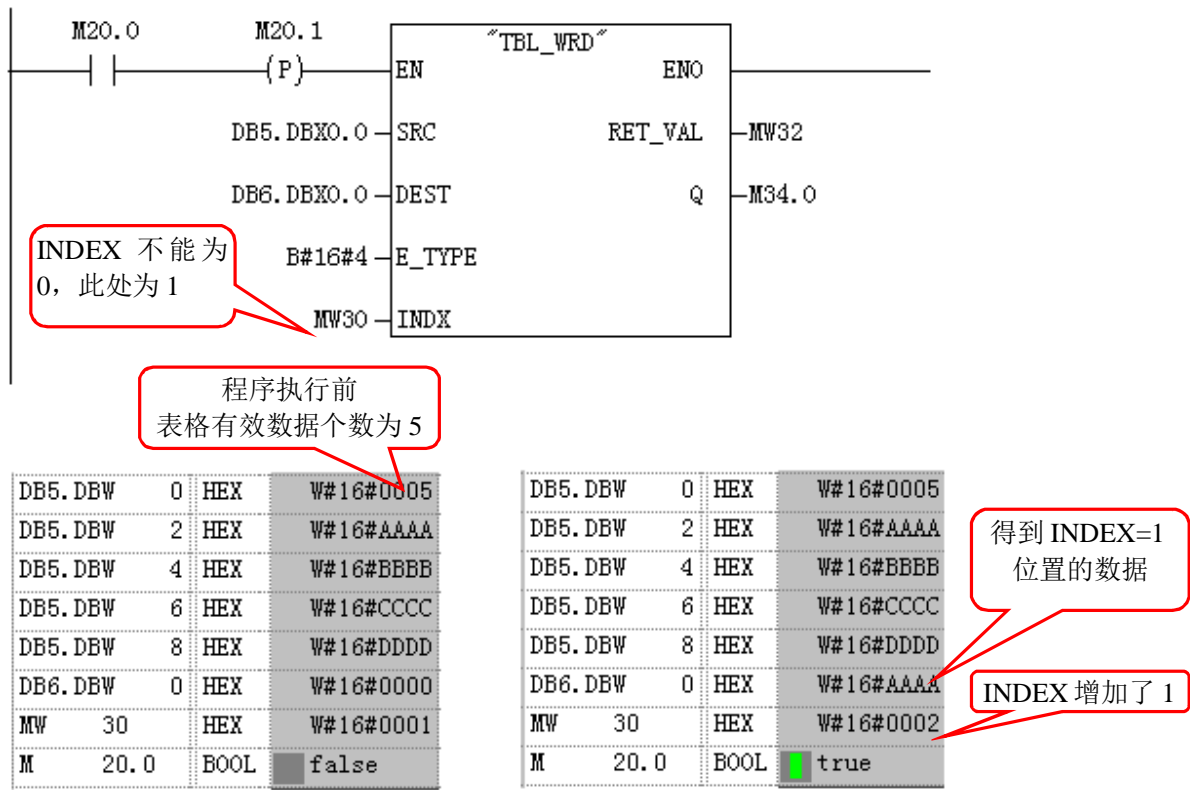 M20.0 M20.1
"TBL_WRD"
(P) EN ENO
DB5.DBX0.0 SRC RET_VAL MW32
DB6.DBX0.0 DEST Q M34.0
INDEX 不能为
0，此处为1
B#16#4 E_TYPE
MW30 INDX
程序执行前
表格有效数据个数为5
DB5.DBW 0 HEX W#16#0005
DB5.DBW 2 HEX W#16#AAAA
DB5.DBW 4 HEX W#16#BBBB
DB5.DBW 6 HEX W#16#CCCC
DB5.DBW 8 HEX W#16#DDDD
DB6.DBW 0 HEX W#16#0000
MW 30 HEX W#16#0001
M 20.0 BOOL false
DB5.DBW 0 HEX W#16#0005
DB5.DBW 2 HEX W#16#AAAA
DB5.DBW 4 HEX W#16#BBBB
DB5.DBW 6 HEX W#16#CCCC
DB5.DBW 8 HEX W#16#DDDD
DB6.DBW 0 HEX W#16#AAAA
MW 30 HEX W#16#0002
M 20.0 BOOL true
得到 INDEX=1
位置的数据
INDEX 增加了 1